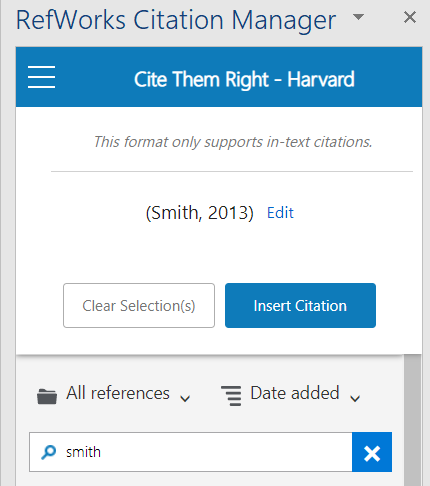 RefWorks Citation Manager
Cite Them Right - Harvard
This format only supports in-text citations.
(Smith, 2013) Edit
Clear Selection(s) Insert Citation
All references Date added
smith